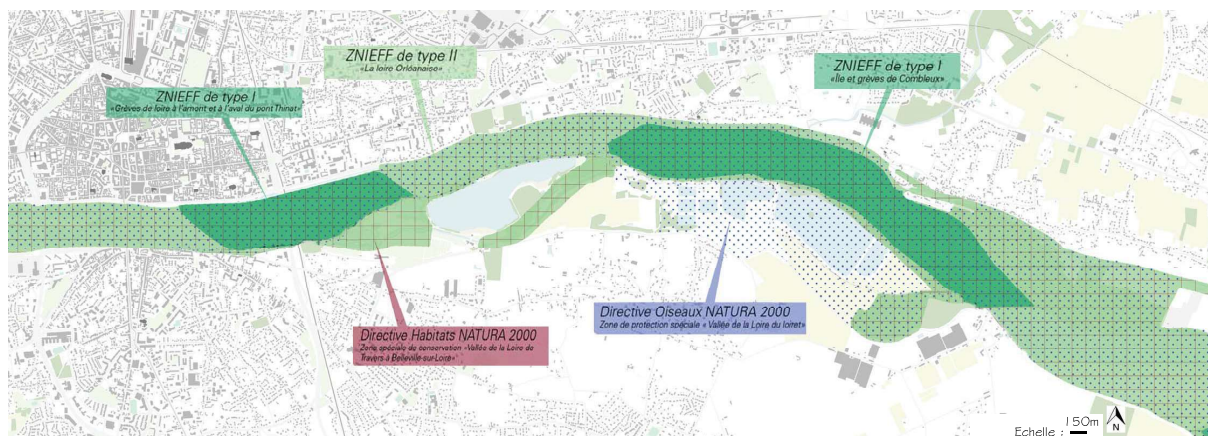 ZNIEFF de type II
«La loire Orléanaise»
ZNIEFF de type I
«Île et grèves de Combleux»
ZNIEFF de type I
«Grèves de loire à l'amont et à l'aval du pont Thinat»
Directive Oiseaux NATURA 2000
Zone de protection spéciale « Vallée de la Loire du loiret»
Directive Habitats NATURA 2000
Zone spéciale de conservation «Vallée de la Loire de
Travers à Belleville-sur-Loire»
150m
Echelle :
N